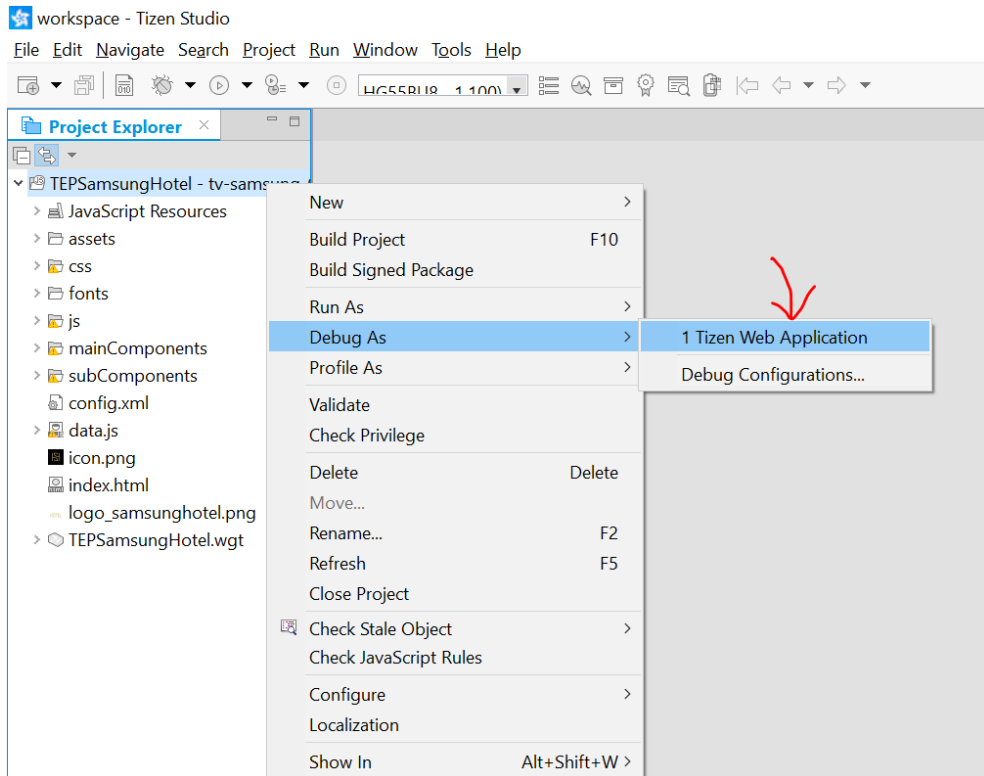 workspace - Tizen Studio
File Edit Navigate Search Project Run Window Tools Help
HG55BU8... 1.100)
Project Explorer
TEPSamsungHotel - tv-samsung
JavaScript Resources
assets
css
fonts
js
mainComponents
subComponents
config.xml
data.js
icon.png
index.html
logo_samsunghotel.png
TEPSamsungHotel.wgt
New
Build Project F10
Build Signed Package
Run As
Debug As
Profile As
Validate
Check Privilege
Delete Delete
Move...
Rename... F2
Refresh F5
Close Project
Check Stale Object
Check JavaScript Rules
Configure
Localization
Show In Alt+Shift+W
1 Tizen Web Application
Debug Configurations...